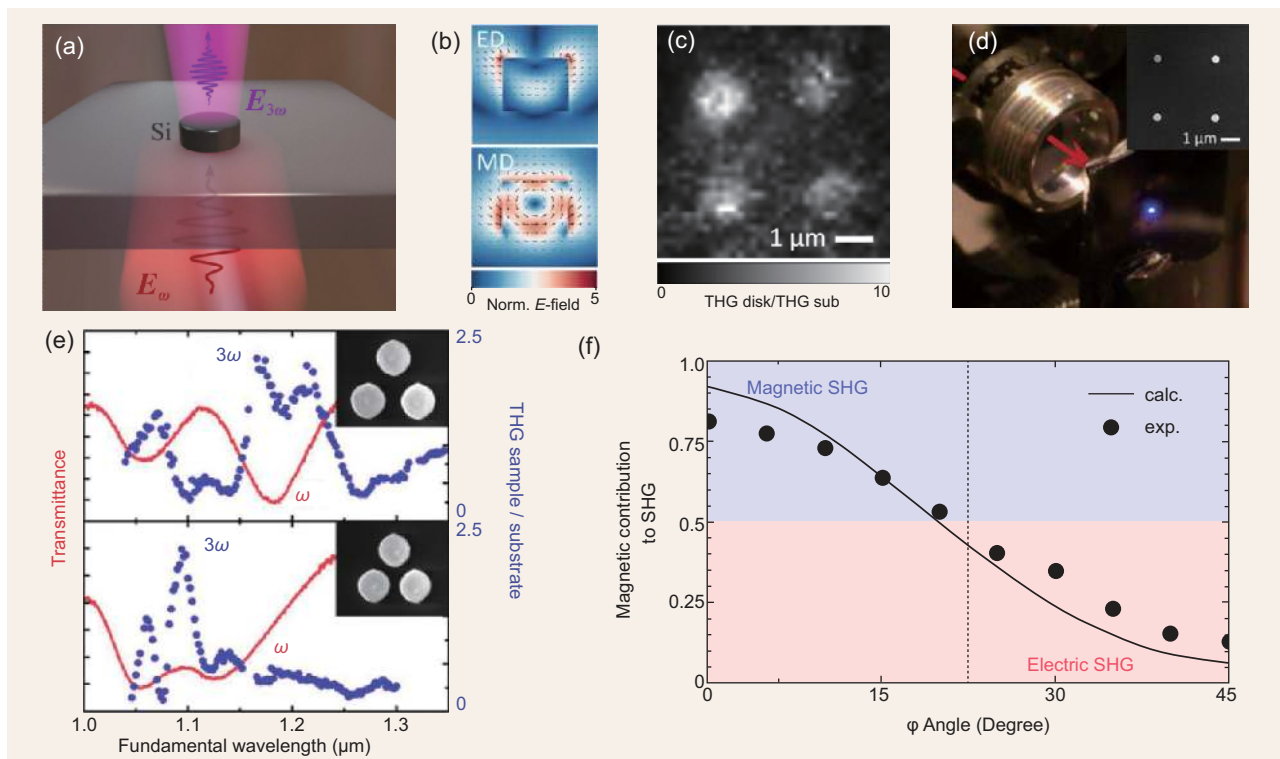 (a)
Si
E3ω
Eω
(b)
ED
MD
0
5
Norm. E-field
(c)
1 μm
0
10
THG disk/THG sub
(d)
1 μm
(e)
3ω
ω
2.5
0
3ω
ω
2.5
0
Transmittance
THG sample / substrate
1.0
1.1
1.2
1.3
Fundamental wavelength (μm)
(f)
1.0
0.75
0.5
0.25
0
Magnetic SHG
calc.
exp.
Electric SHG
Magnetic contribution
to SHG
0
15
30
45
φ Angle (Degree)